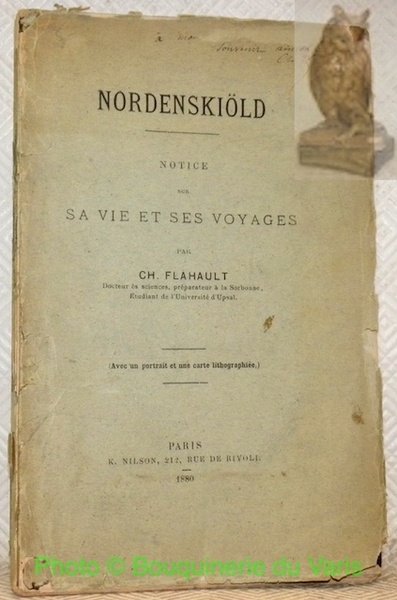 à mon
Souvenir
NORDENSKIÖLD
NOTICE
SUR
SA VIE ET SES VOYAGES
PAR
CH. FLAHAULT
Docteur ès sciences, préparateur à la Sorbonne,
Étudiant de l'Université d'Upsal.
(Avec un portrait et une carte lithographiée.)
PARIS
K. NILSON, 212, RUE DE RIVOLI.
1880
Photo © Bouquinerie du Varis